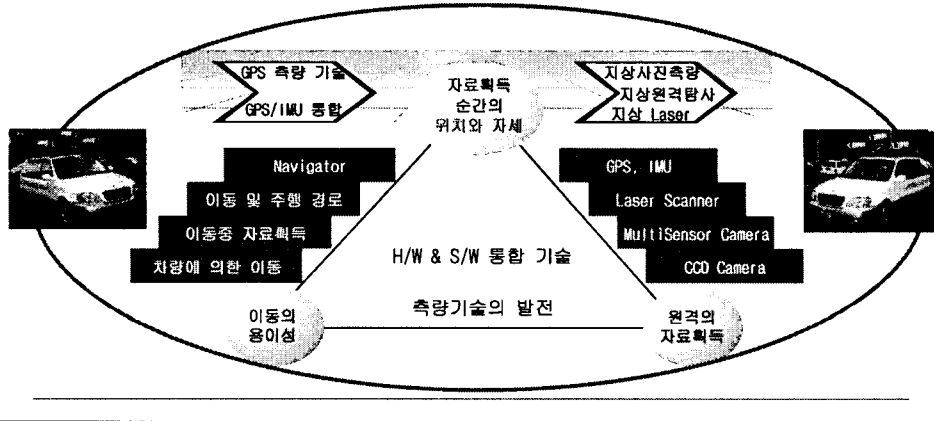 GPS 측량 기술
GPS/IMU 통합
자료획득
순간의
위치와 자세
지상사진측량
지상원격탐사
지상 Laser
Navigator
이동 및 주행 경로
이동중 자료획득
차량에 의한 이동
GPS, IMU
Laser Scanner
MultiSensor Camera
CCD Camera
H/W & S/W 통합 기술
측량기술의 발전
이동의
용이성
원격의
자료획득